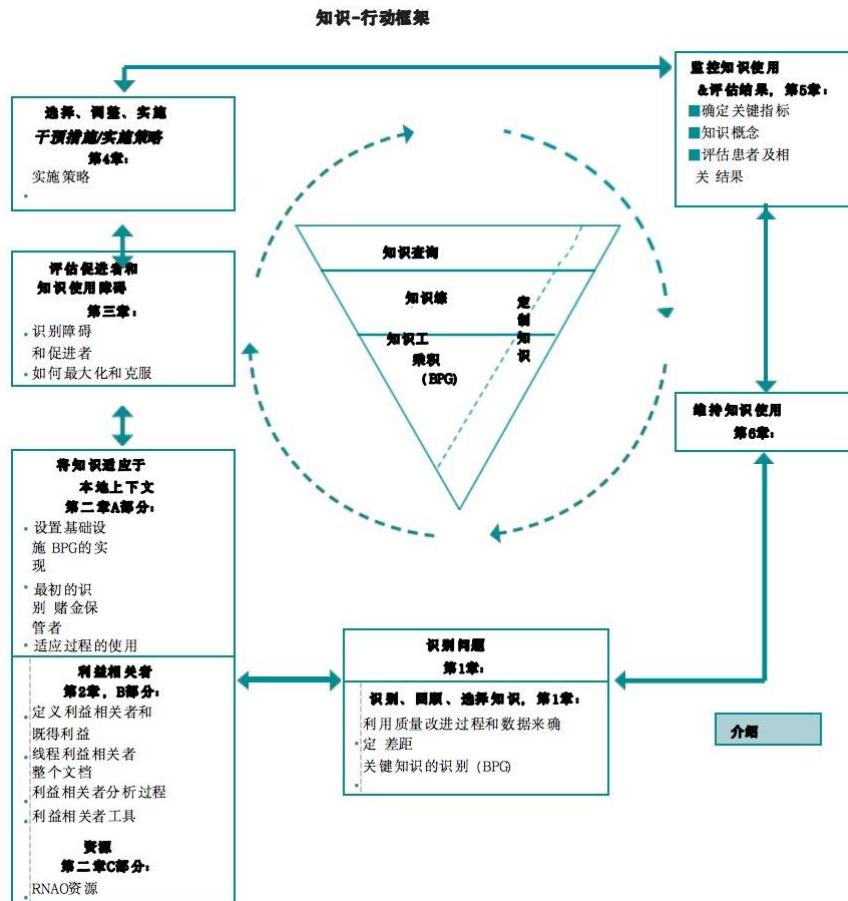 知识-行动框架
选择、调整、实施
干预措施/实施策略
第4章：
实施策略
评估促进者和
知识使用障碍
第三章：
识别障碍
和促进者
如何最大化和克服
将知识适应于
本地上下文
第二章A部分：
设置基础设
施 BPG的实
现
最初的识
别 赌金保
管者
适应过程的使用
利益相关者
第2章，B部分：
定义利益相关者和
既得利益
线程利益相关者
整个文档
利益相关者分析过程
利益相关者工具
资源
第二章C部分：
RNAO资源
知识查询
知识综
知识工
乘积
(BPG)
定
制
知
识
识别问题
第1章：
识别、回顾、选择知识，第1章：
利用质量改进过程和数据来确
定 差距
关键知识的识别 (BPG)
监控知识使用
&评估结果，第5章：
■确定关键指标
■知识概念
■评估患者及相
关 结果
维持知识使用
第6章：
介绍